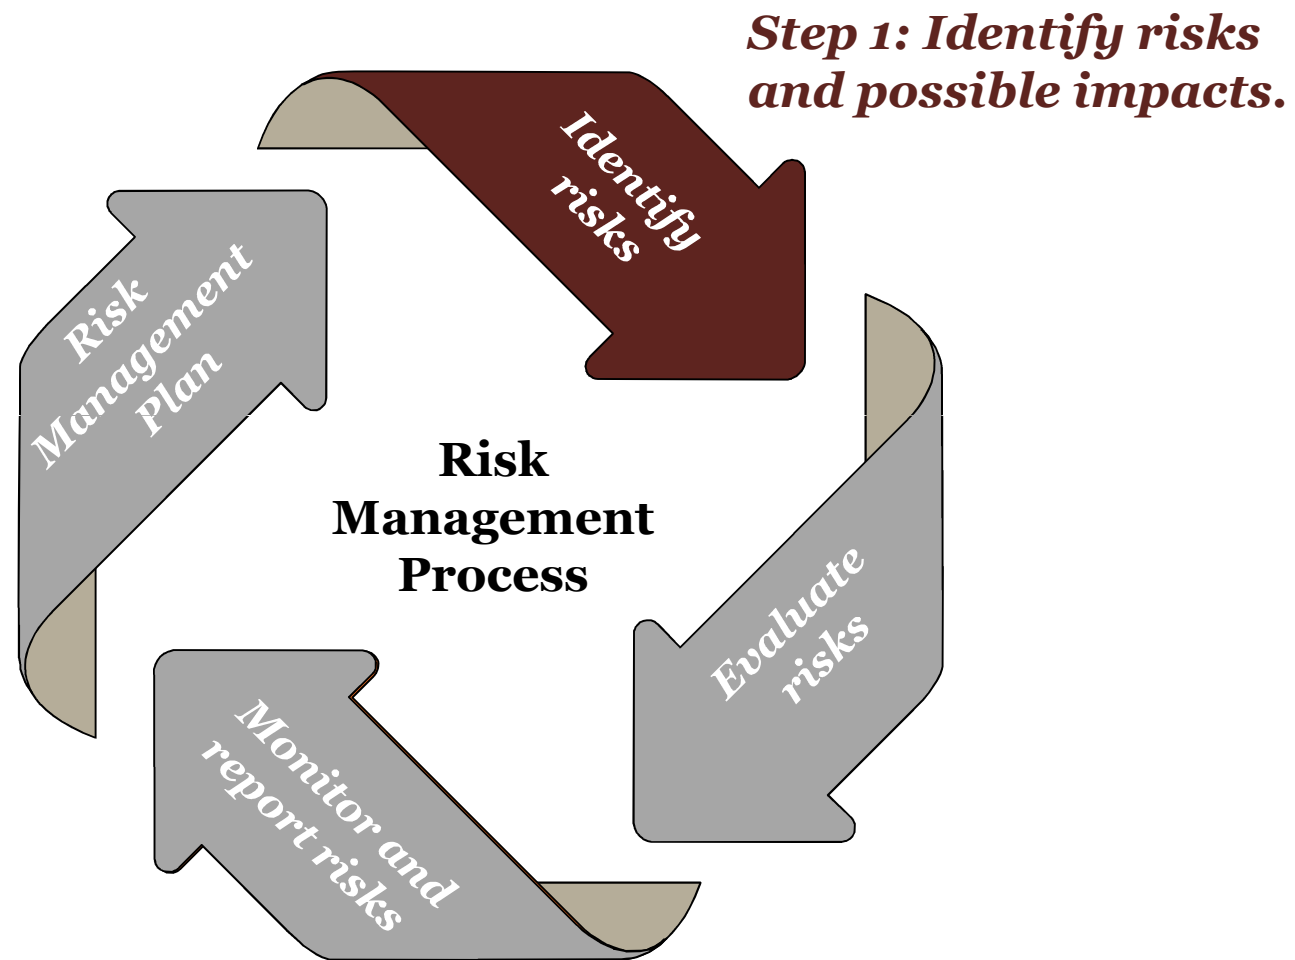 Step 1: Identify risks
and possible impacts.
Identify
risks
Risk
Management
Plan
Risk
Management
Process
Evaluate
risks
Monitor and
report risks